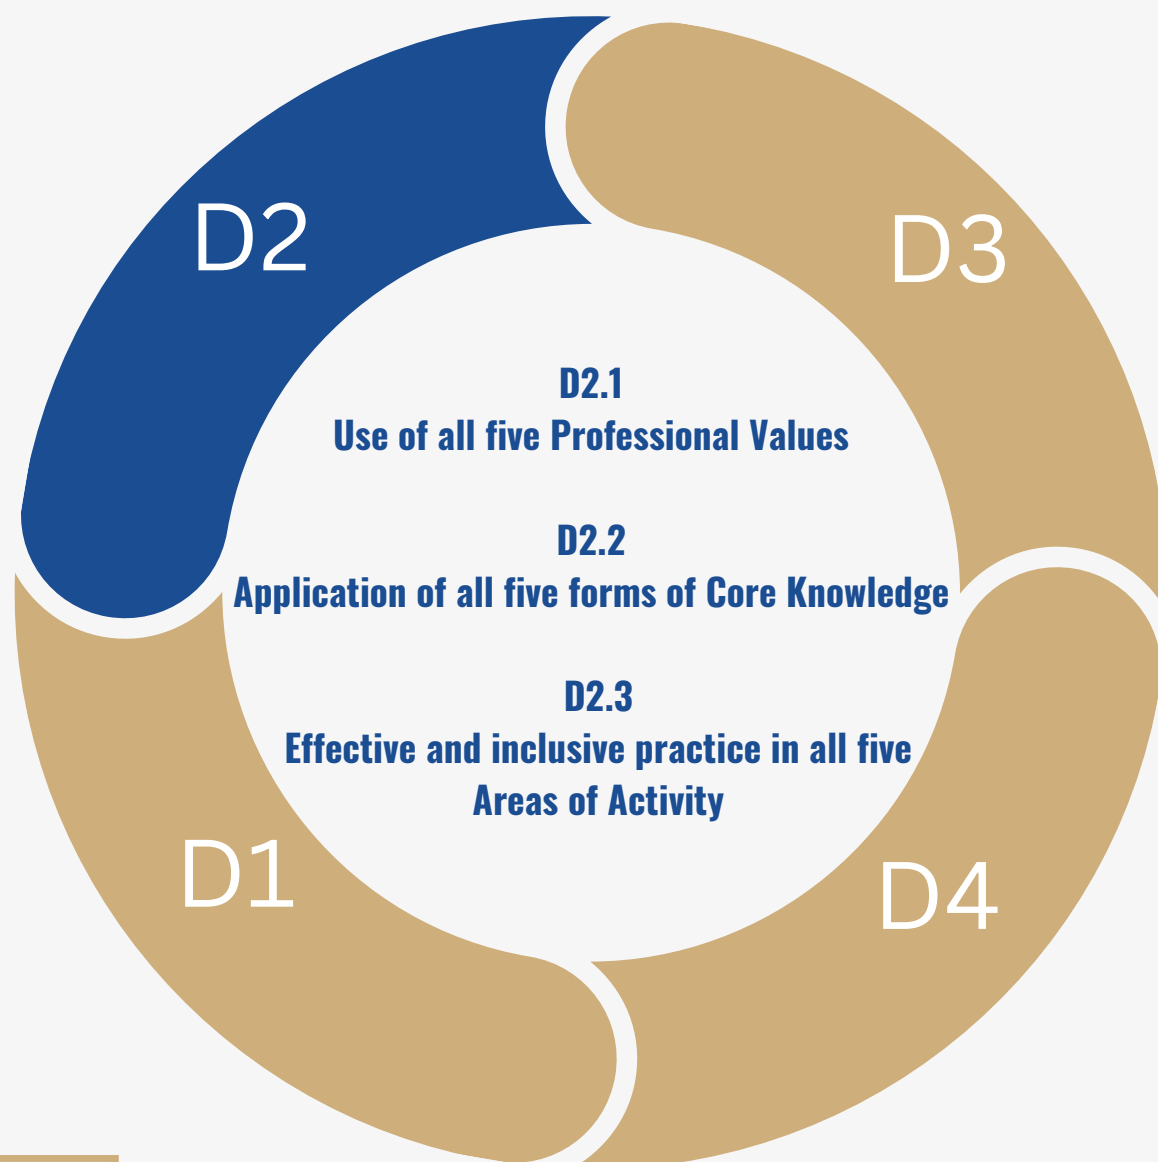 D2
D3
D2.1
Use of all five Professional Values
D2.2
Application of all five forms of Core Knowledge
D2.3
Effective and inclusive practice in all five
Areas of Activity
D1
D4